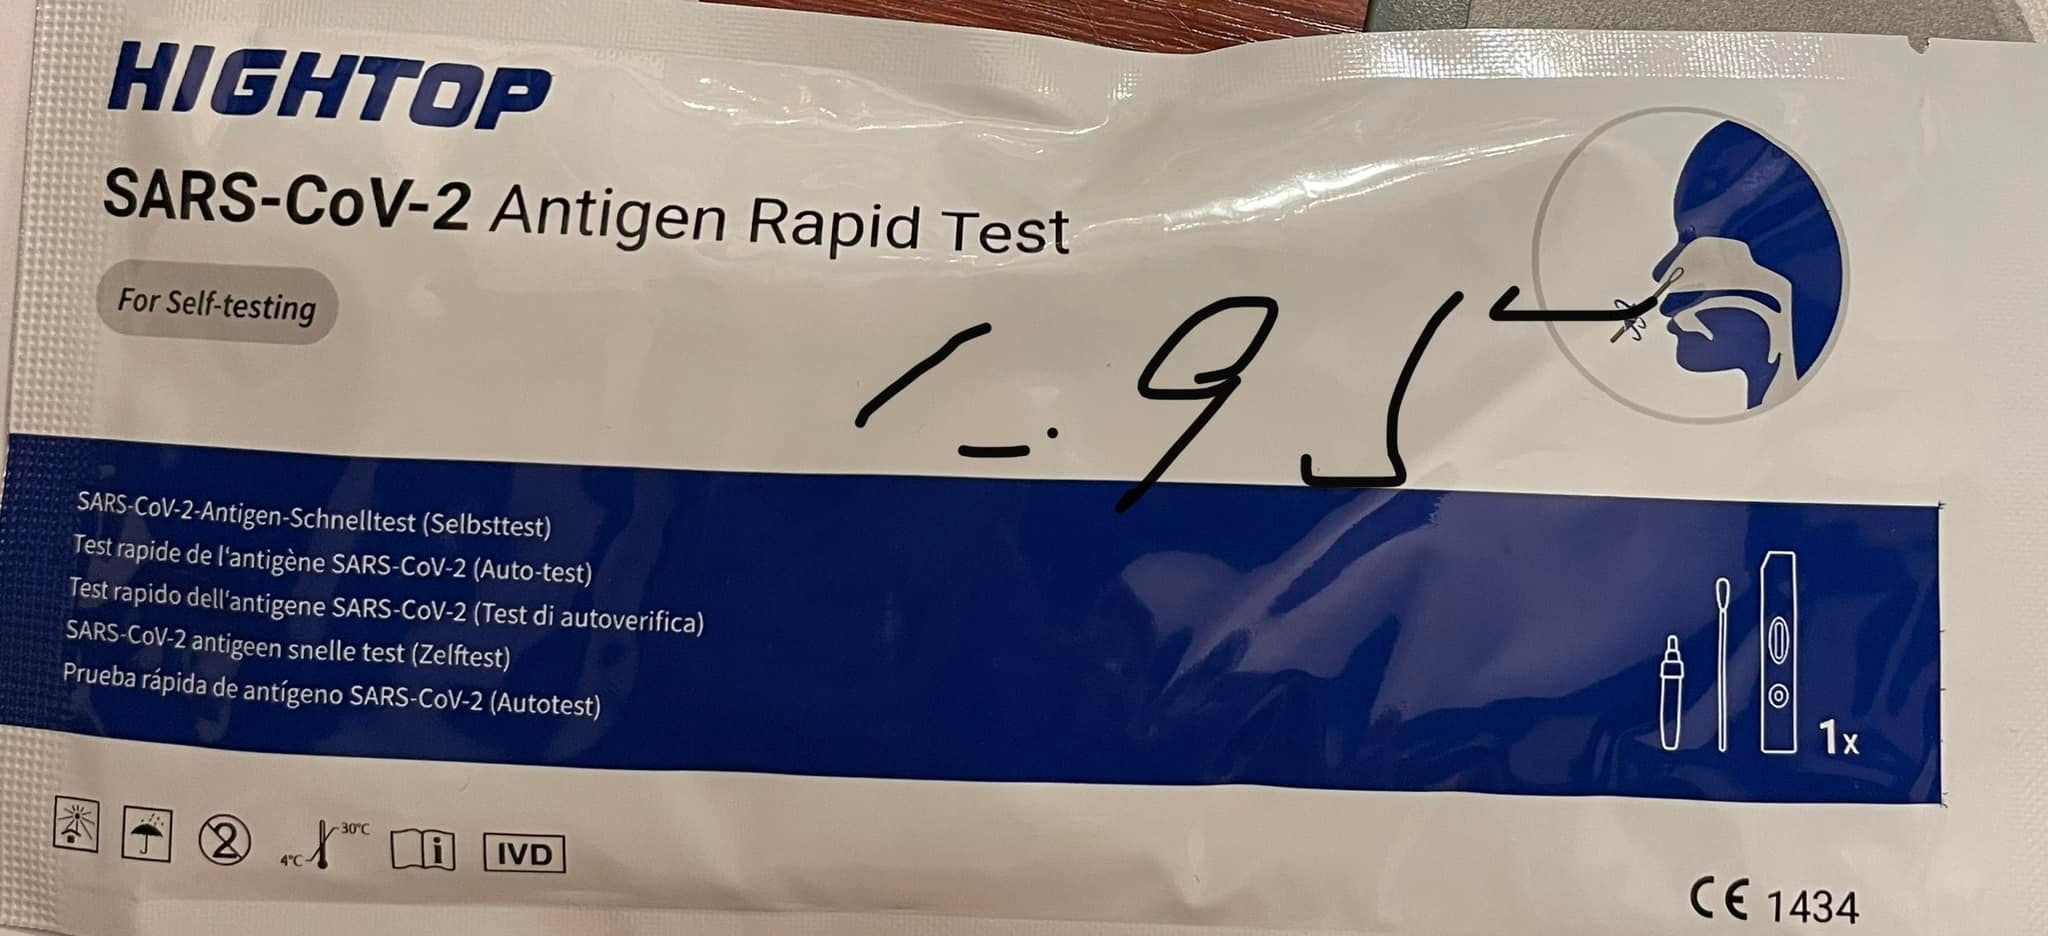 HIGHTOP
SARS-CoV-2 Antigen Rapid Test
For Self-testing
SARS-CoV-2-Antigen-Schnelltest (Selbsttest)
Test rapide de l'antigène SARS-CoV-2 (Auto-test)
Test rapido dell'antigene SARS-CoV-2 (Test di autoverifica)
SARS-CoV-2 antigeen snelle test (Zelftest)
Prueba rápida de antígeno SARS-CoV-2 (Autotest)
1x
2
4°C
30°C
i
IVD
CE 1434